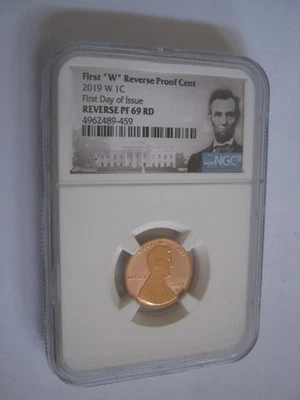 First "W" Reverse Proof Cent
2019 W 1C
First Day of Issue
REVERSE PF 69 RD
4962489-459
NGC